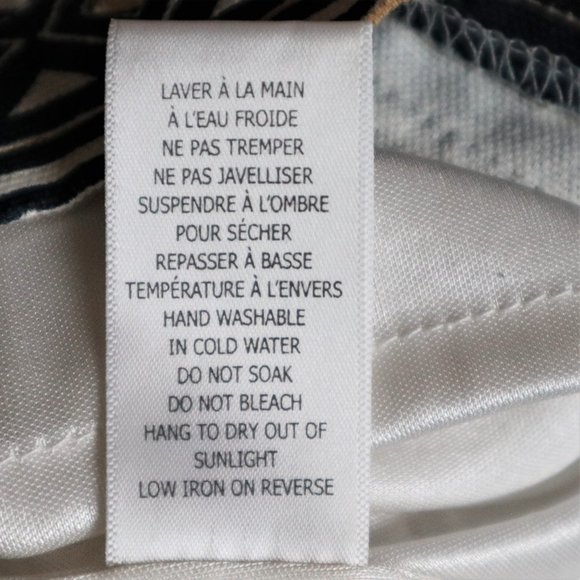 LAVER À LA MAIN
À L'EAU FROIDE
NE PAS TREMPER
NE PAS JAVELLISER
SUSPENDRE À L'OMBRE
POUR SÉCHER
REPASSER À BASSE
TEMPÉRATURE À L'ENVERS
HAND WASHABLE
IN COLD WATER
DO NOT SOAK
DO NOT BLEACH
HANG TO DRY OUT OF
SUNLIGHT
LOW IRON ON REVERSE